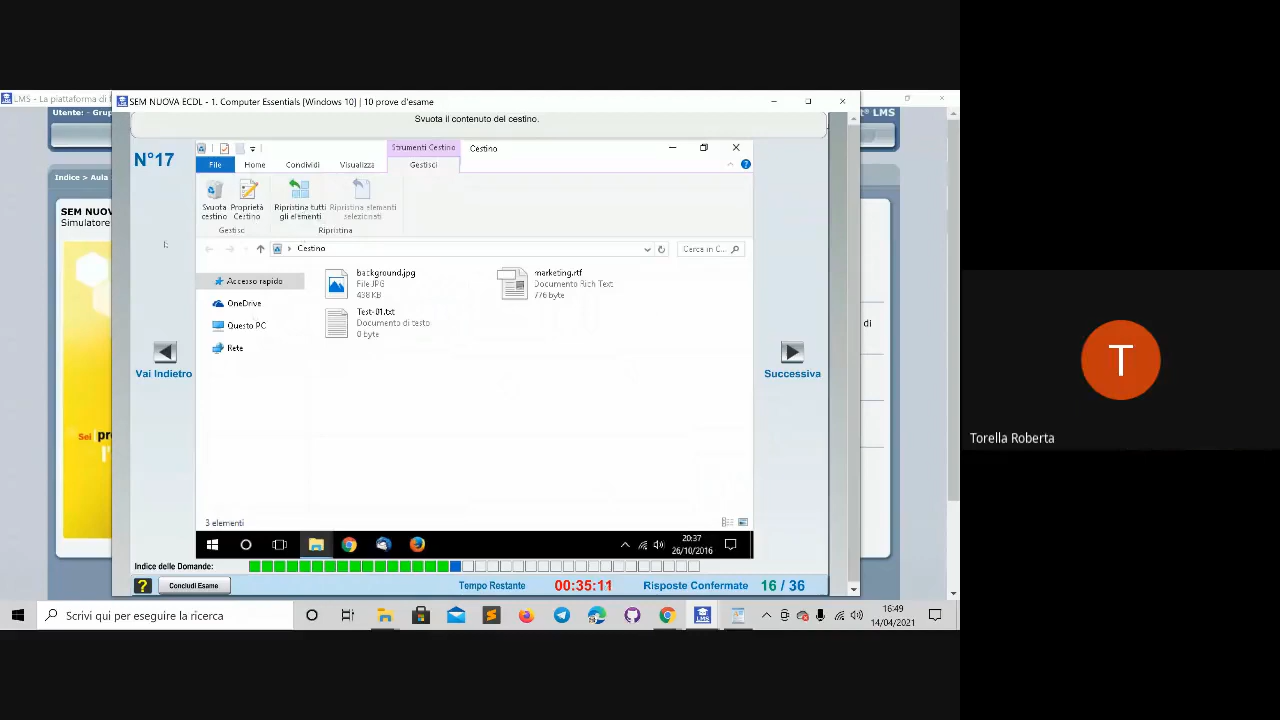 LMS - La piattaforma di
SEM NUOVA ECDL - 1. Computer Essentials [Windows 10] | 10 prove d'esame
Utente: - Grup
® LMS
Svuota il contenuto del cestino.
N°17
Strumenti Cestino
Cestino
File
Home
Condividi
Visualizza
Gestisci
Svuota
cestino
Proprietà
Cestino
Ripristina tutti
gli elementi
Ripristina elementi
selezionati
Gestisci
Ripristina
Indice > Aula
Cestino
Cerca in C...
SEM NUOV
Simulatore
Accesso rapido
OneDrive
Questo PC
Rete
background.jpg
File JPG
438 KB
marketing.rtf
Documento Rich Text
776 byte
Test-01.txt
Documento di testo
0 byte
di
Vai Indietro
Successiva
Sei pr
l'
3 elementi
20:37
26/10/2016
Indice delle Domande:
?
Concludi Esame
Tempo Restante
00:35:11
Risposte Confermate
16 / 36
Scrivi qui per eseguire la ricerca
LMS
16:49
14/04/2021
T
Torella Roberta